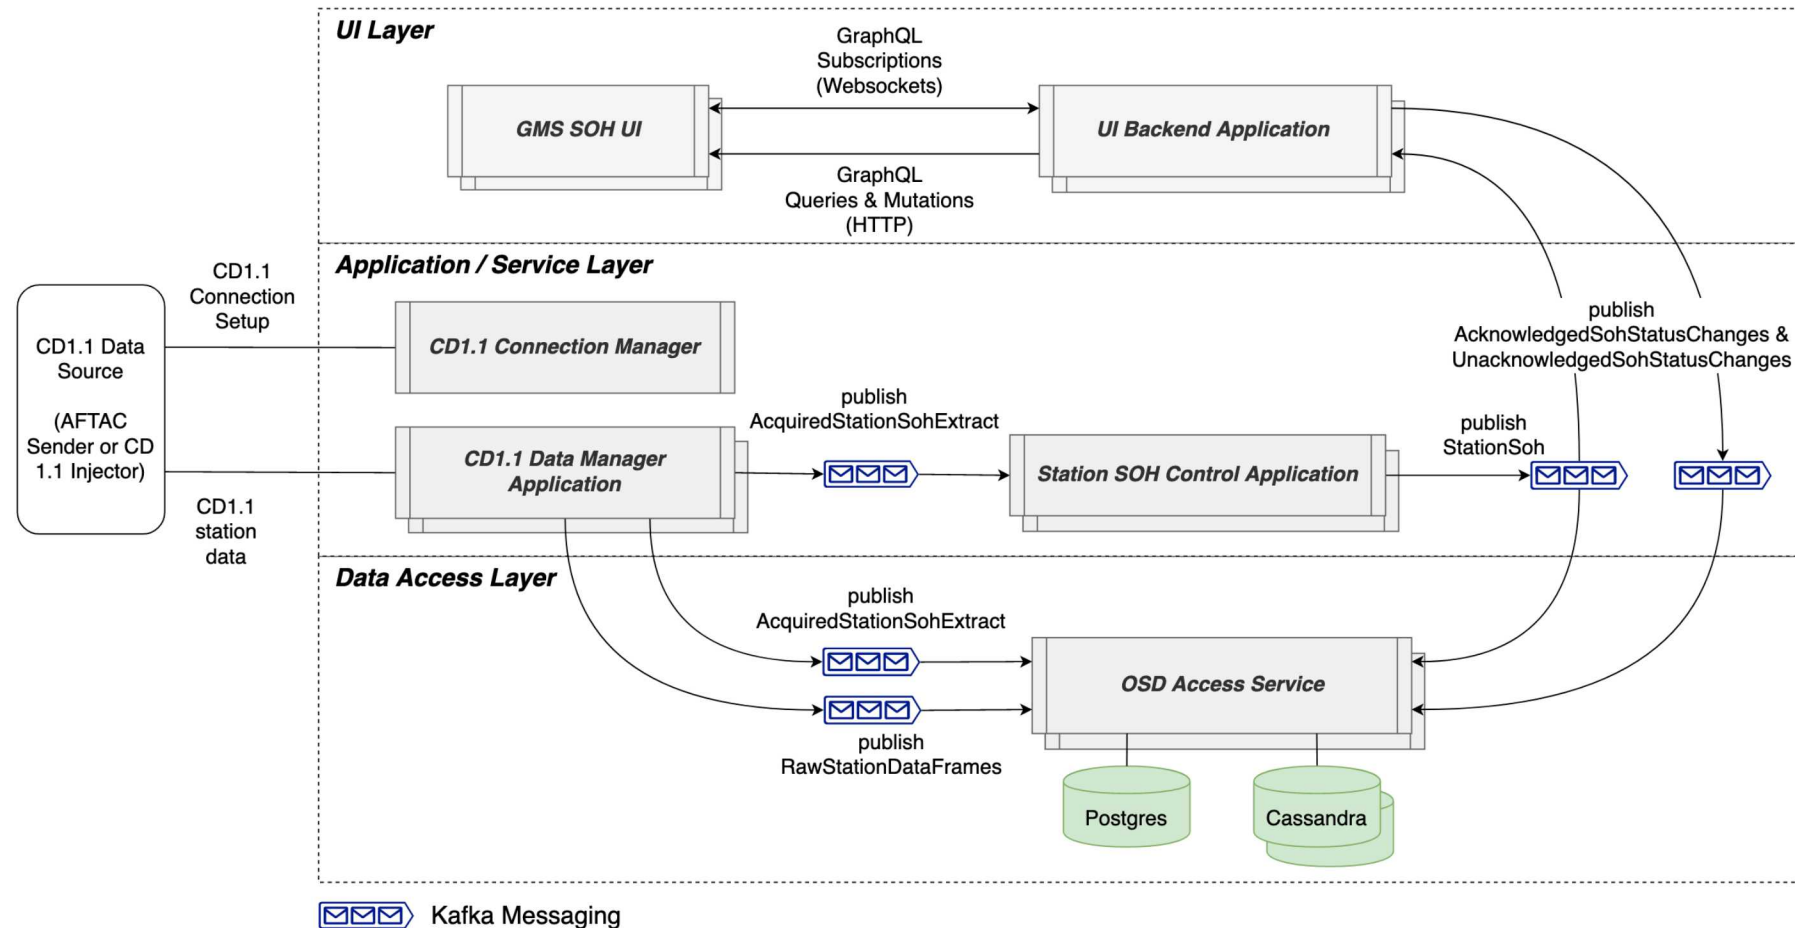 UI Layer
GraphQL
Subscriptions
(Websockets)
GMS SOH UI
UI Backend Application
GraphQL
Queries & Mutations
(HTTP)
Application / Service Layer
CD1.1
Connection
Setup
CD1.1 Data
Source
(AFTAC
Sender or CD
1.1 Injector)
CD1.1 Connection Manager
publish
AcknowledgedSohStatusChanges &
UnacknowledgedSohStatusChanges
publish
AcquiredStationSohExtract
CD1.1 Data Manager
Application
Station SOH Control Application
publish
StationSoh
CD1.1
station
data
Data Access Layer
publish
AcquiredStationSohExtract
OSD Access Service
publish
RawStationDataFrames
Postgres
Cassandra
Kafka Messaging